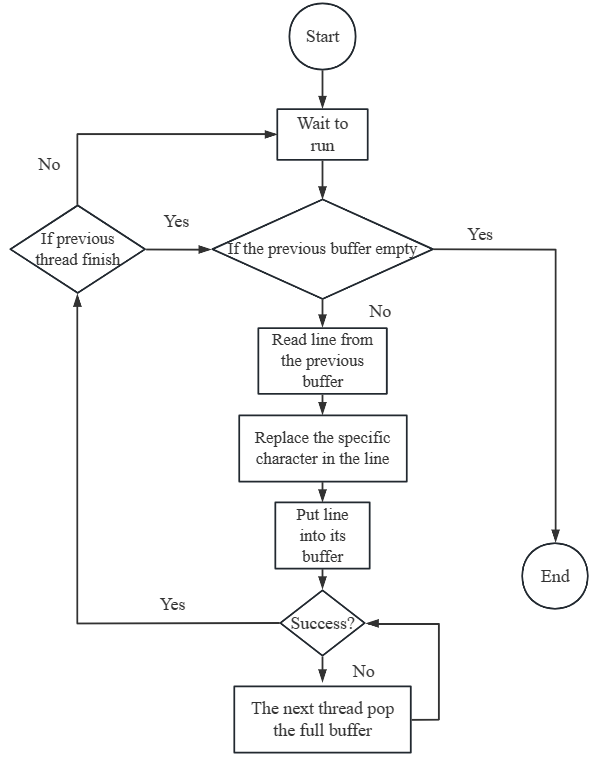 Start
Wait to
run
No
If previous
thread finish
Yes
If the previous buffer empty
Yes
No
Read line from
the previous
buffer
Replace the specific
character in the line
Put line
into its
buffer
End
Yes
Success?
No
The next thread pop
the full buffer